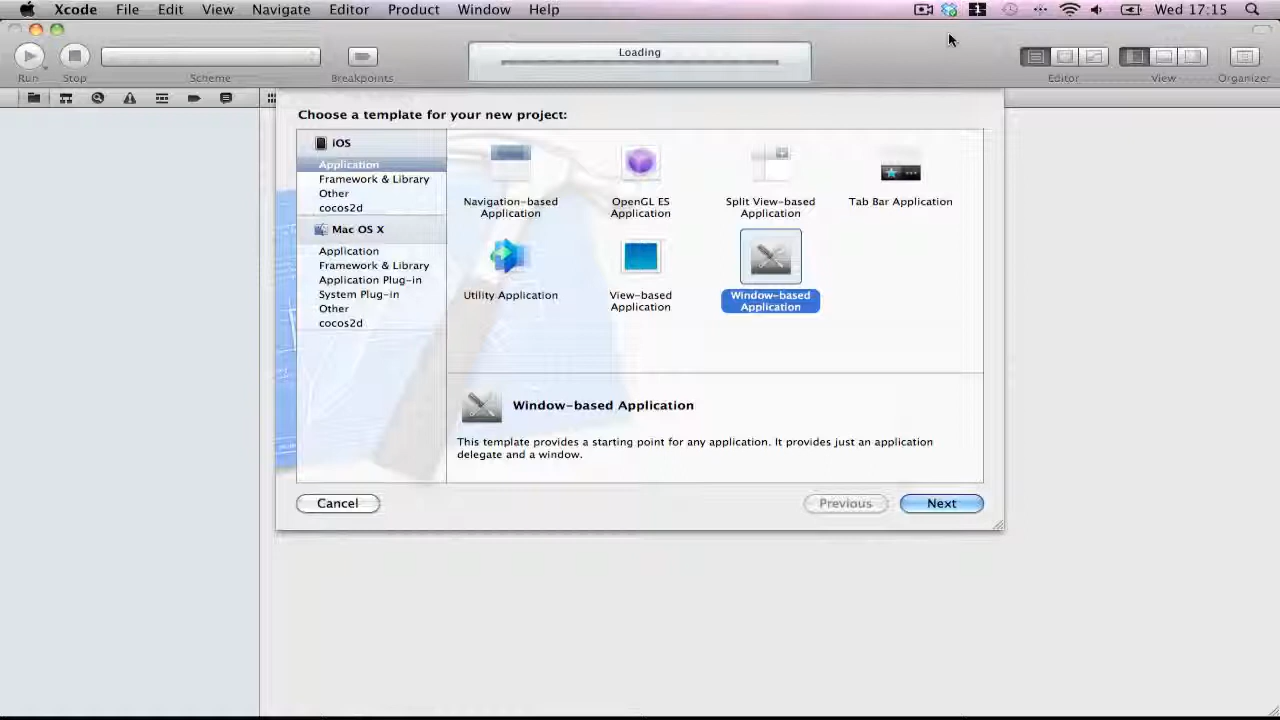 Xcode File Edit View Navigate Editor Product Window Help Wed 17:15
Loading
Run Stop Scheme Breakpoints Editor View Organizer
Choose a template for your new project:
iOS
Application
Framework & Library
Other
cocos2d
Mac OS X
Application
Framework & Library
Application Plug-in
System Plug-in
Other
cocos2d
Navigation-based
Application
OpenGL ES
Application
Split View-based
Application
Tab Bar Application
Utility Application
View-based
Application
Window-based
Application
Window-based Application
This template provides a starting point for any application. It provides just an application
delegate and a window.
Cancel Previous Next